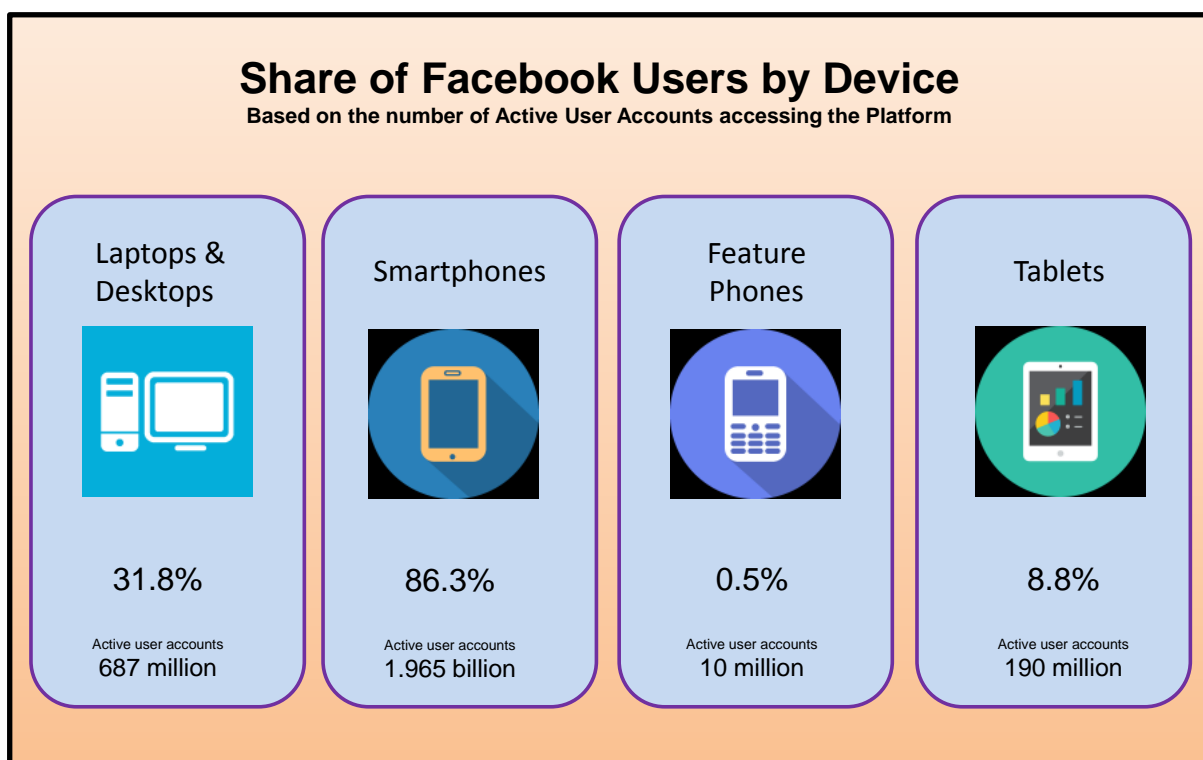 Share of Facebook Users by Device
Based on the number of Active User Accounts accessing the Platform
Laptops &
Desktops
31.8%
Active user accounts
687 million
Smartphones
86.3%
Active user accounts
1.965 billion
Feature
Phones
0.5%
Active user accounts
10 million
Tablets
8.8%
Active user accounts
190 million